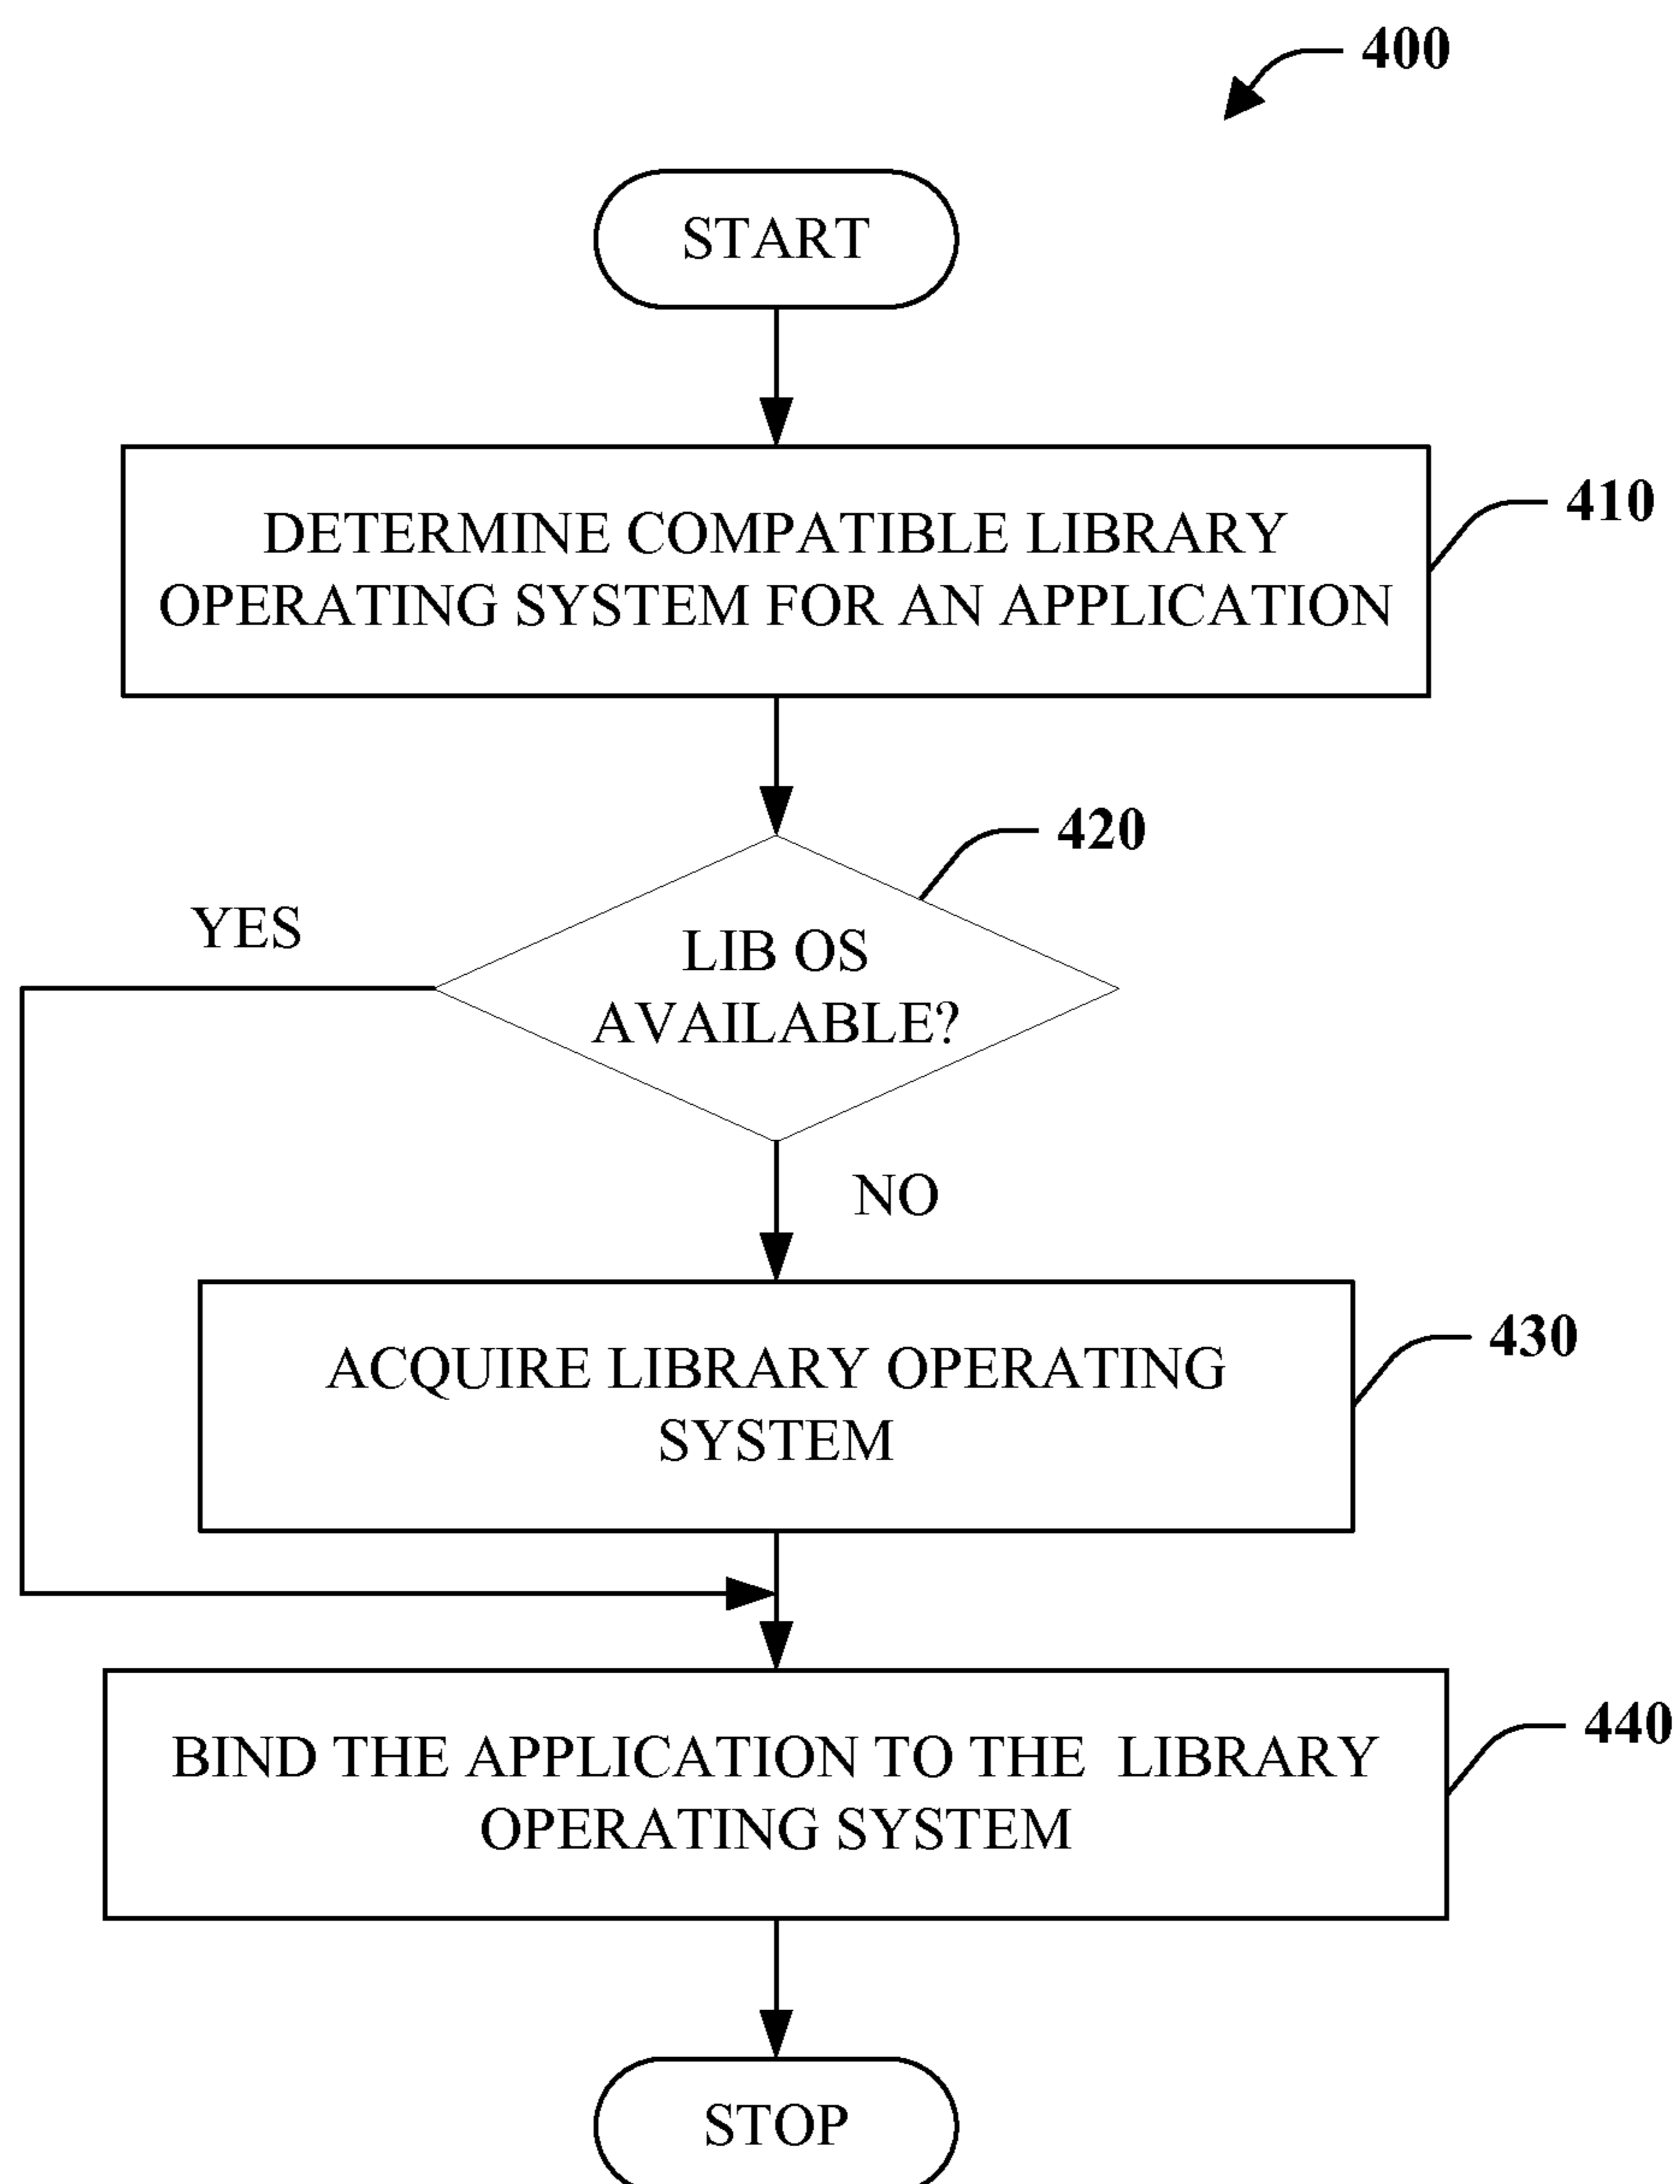 400
START
DETERMINE COMPATIBLE LIBRARY
OPERATING SYSTEM FOR AN APPLICATION
410
420
YES
LIB OS
AVAILABLE?
NO
ACQUIRE LIBRARY OPERATING
SYSTEM
430
BIND THE APPLICATION TO THE LIBRARY
OPERATING SYSTEM
440
STOP